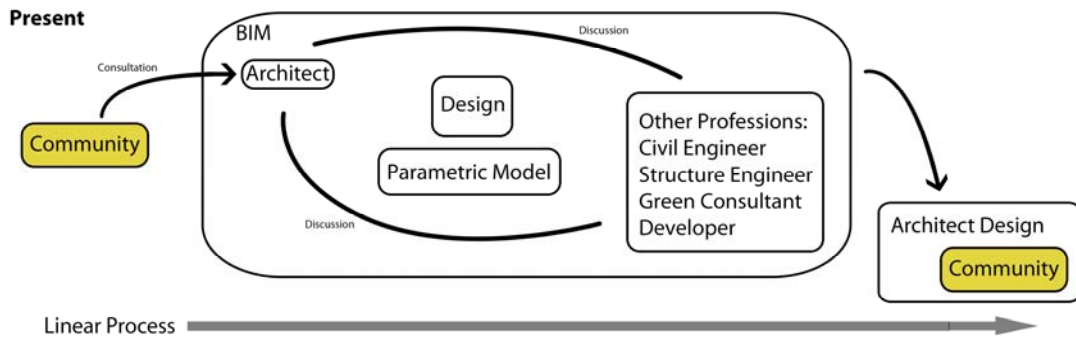 Present
BIM
Discussion
Consultation
Architect
Design
Community
Other Professions:
Civil Engineer
Structure Engineer
Green Consultant
Developer
Parametric Model
Discussion
Architect Design
Community
Linear Process